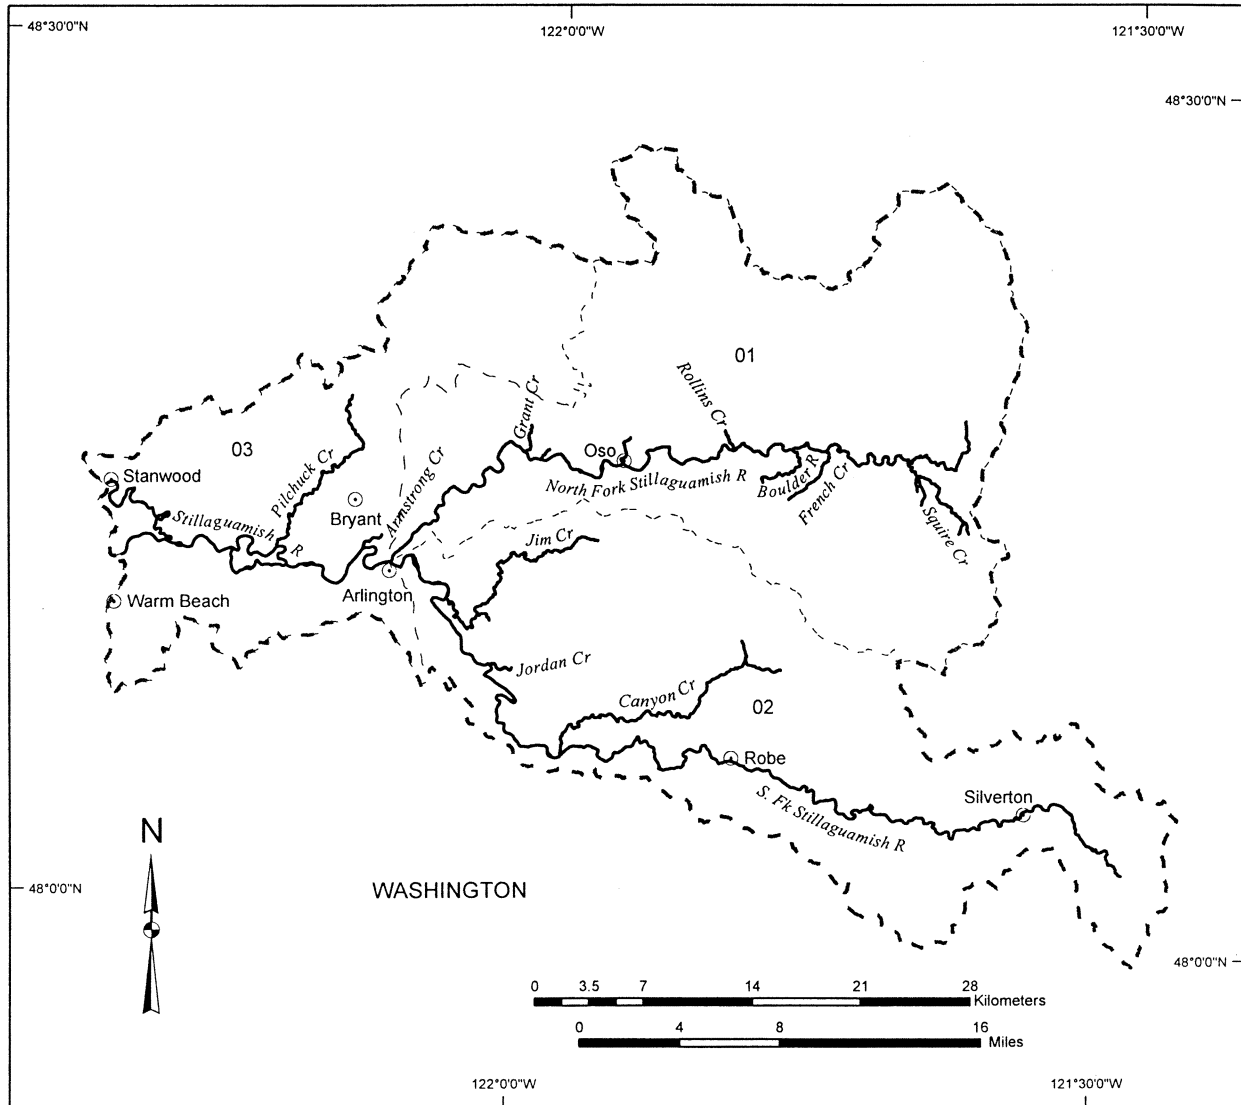 48°30'0"N
122°0'0"W
121°30'0"W
48°30'0"N
01
Rollins Cr
Grant Cr
03
Oso
Pilchuck Cr
Armstrong Cr
Stanwood
North Fork Stillaguamish R
Boulder R
French Cr
Bryant
Stillaguamish R
Squire Cr
Jim Cr
Arlington
Warm Beach
Jordan Cr
Canyon Cr
02
Robe
Silverton
S. Fk Stillaguamish R
N
48°0'0"N
WASHINGTON
48°0'0"N
0 3.5 7 14 21 28
Kilometers
0 4 8 16
Miles
122°0'0"W
121°30'0"W